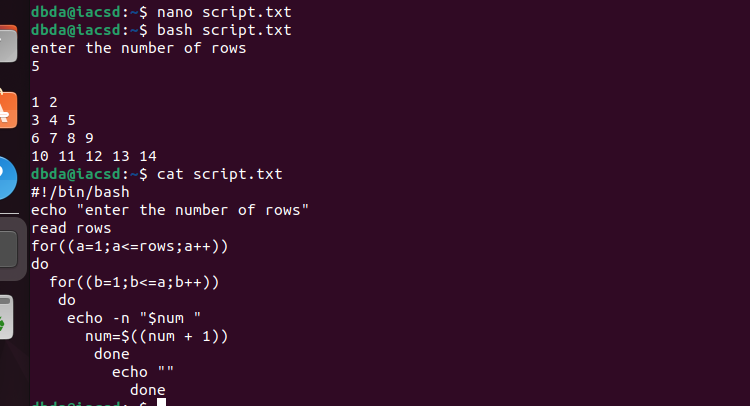 dbda@iacsd:~$ nano script.txt
dbda@iacsd:~$ bash script.txt
enter the number of rows
5

1 2
3 4 5
6 7 8 9
10 11 12 13 14
dbda@iacsd:~$ cat script.txt
#!/bin/bash
echo "enter the number of rows"
read rows
for((a=1;a<=rows;a++))
do
  for((b=1;b<=a;b++))
   do
    echo -n "$num "
      num=$((num + 1))
       done
         echo ""
           done
dbda@iacsd:~$